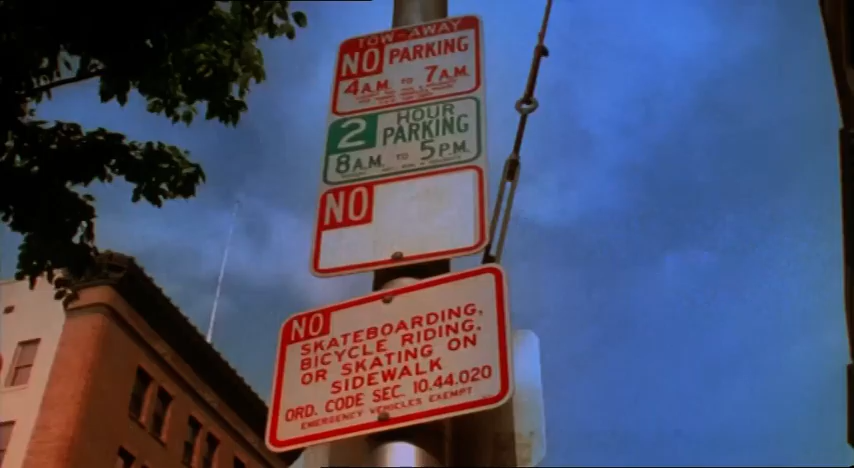 TOW-AWAY
NO PARKING
4 A.M. TO 7 A.M.
2 HOUR PARKING
8 A.M. TO 5 P.M.
NO
NO
SKATEBOARDING,
BICYCLE RIDING,
OR SKATING ON
SIDEWALK
ORD. CODE SEC. 10.44.020
EMERGENCY VEHICLES EXEMPT